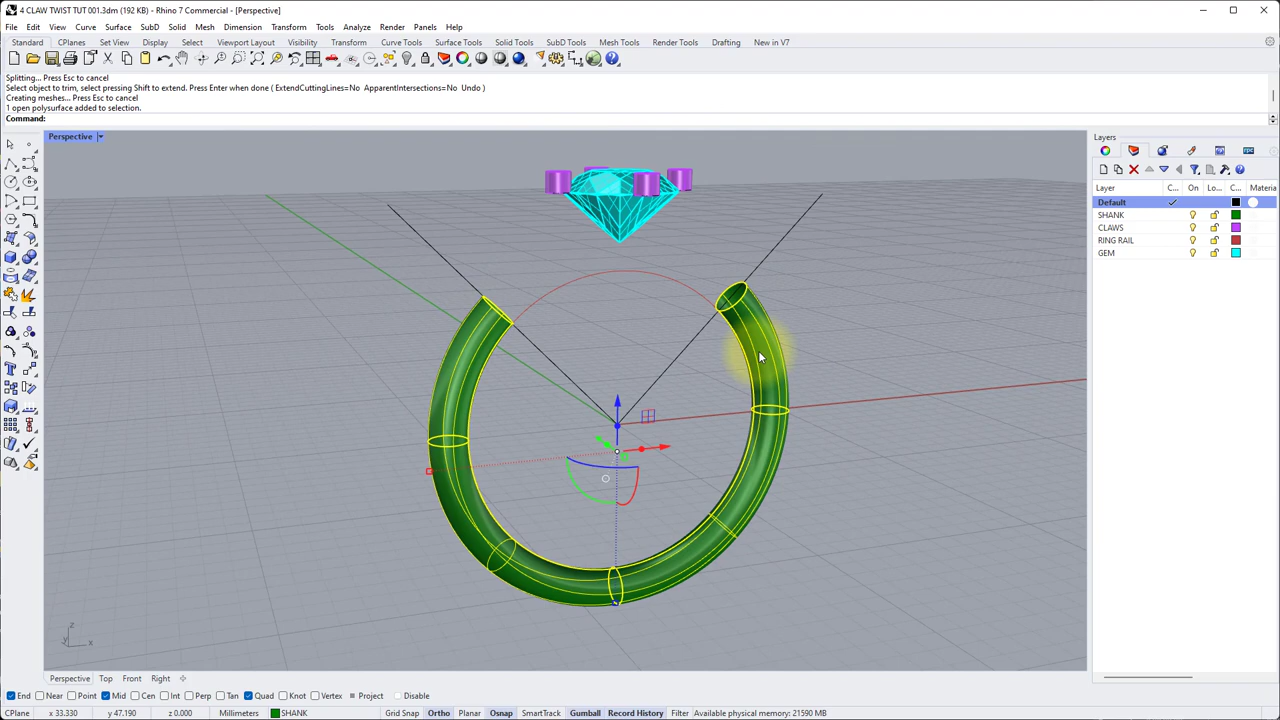 4 CLAW TWIST TUT 001.3dm (192 KB) - Rhino 7 Commercial - [Perspective]
File Edit View Curve Surface SubD Solid Mesh Dimension Transform Tools Analyze Render Panels Help
Standard CPlanes Set View Display Select Viewport Layout Visibility Transform Curve Tools Surface Tools Solid Tools SubD Tools Mesh Tools Render Tools Drafting New in V7
Splitting... Press Esc to cancel
Select object to trim, select pressing Shift to extend. Press Enter when done ( ExtendCuttingLines=No ApparentIntersections=No Undo )
Creating meshes... Press Esc to cancel
1 open polysurface added to selection.
Command:
Perspective
Layers
Layer C... On Lo... C... Materia
Default
SHANK
CLAWS
RING RAIL
GEM
z
y x
Perspective Top Front Right
End Near Point Mid Cen Int Perp Tan Quad Knot Vertex Project Disable
CPlane x 33.330 y 47.190 z 0.000 Millimeters SHANK Grid Snap Ortho Planar Osnap SmartTrack Gumball Record History Filter Available physical memory: 21590 MB